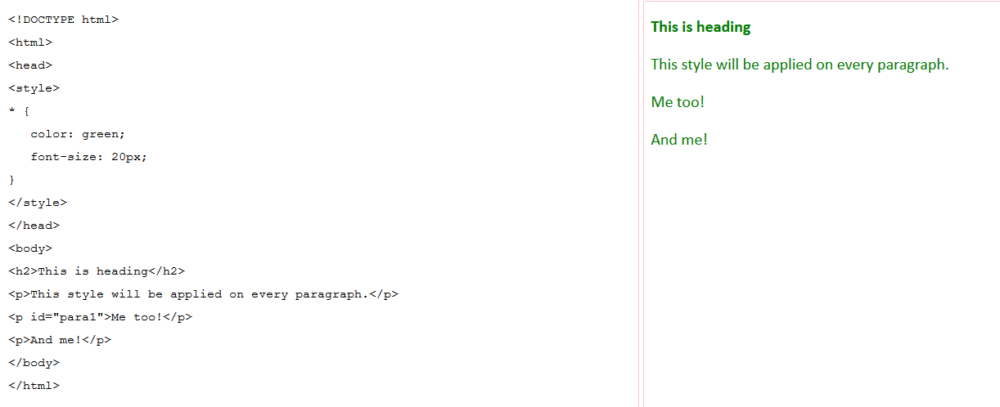 <!DOCTYPE html>
<html>
<head>
<style>
* {
   color: green;
   font-size: 20px;
}
</style>
</head>
<body>
<h2>This is heading</h2>
<p>This style will be applied on every paragraph.</p>
<p id="para1">Me too!</p>
<p>And me!</p>
</body>
</html>
This is heading
This style will be applied on every paragraph.
Me too!
And me!